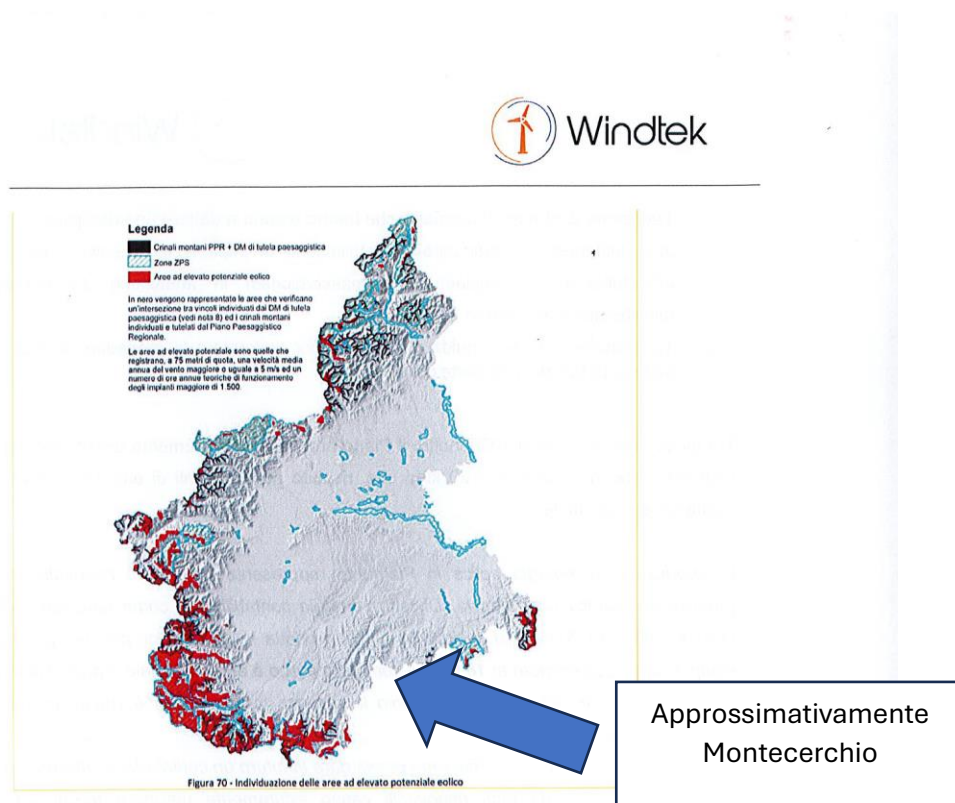 Windtek
Legenda
Crinali montani PPR + DM di tutela paesaggistica
Zone ZPS
Aree ad elevato potenziale eolico
In nero vengono rappresentate le aree che verificano
un'intersezione tra vincoli individuati dai DM di tutela
paesaggistica (vedi nota 8) ed i crinali montani
individuati e tutelati dal Piano Paesaggistico
Regionale.
Le aree ad elevato potenziale sono quelle che
registrano, a 75 metri di quota, una velocità media
annua del vento maggiore o uguale a 5 m/s ed un
numero di ore annue teoriche di funzionamento
degli impianti maggiore di 1.500.
Approssimativamente
Montecerchio
Figura 70 - Individuazione delle aree ad elevato potenziale eolico